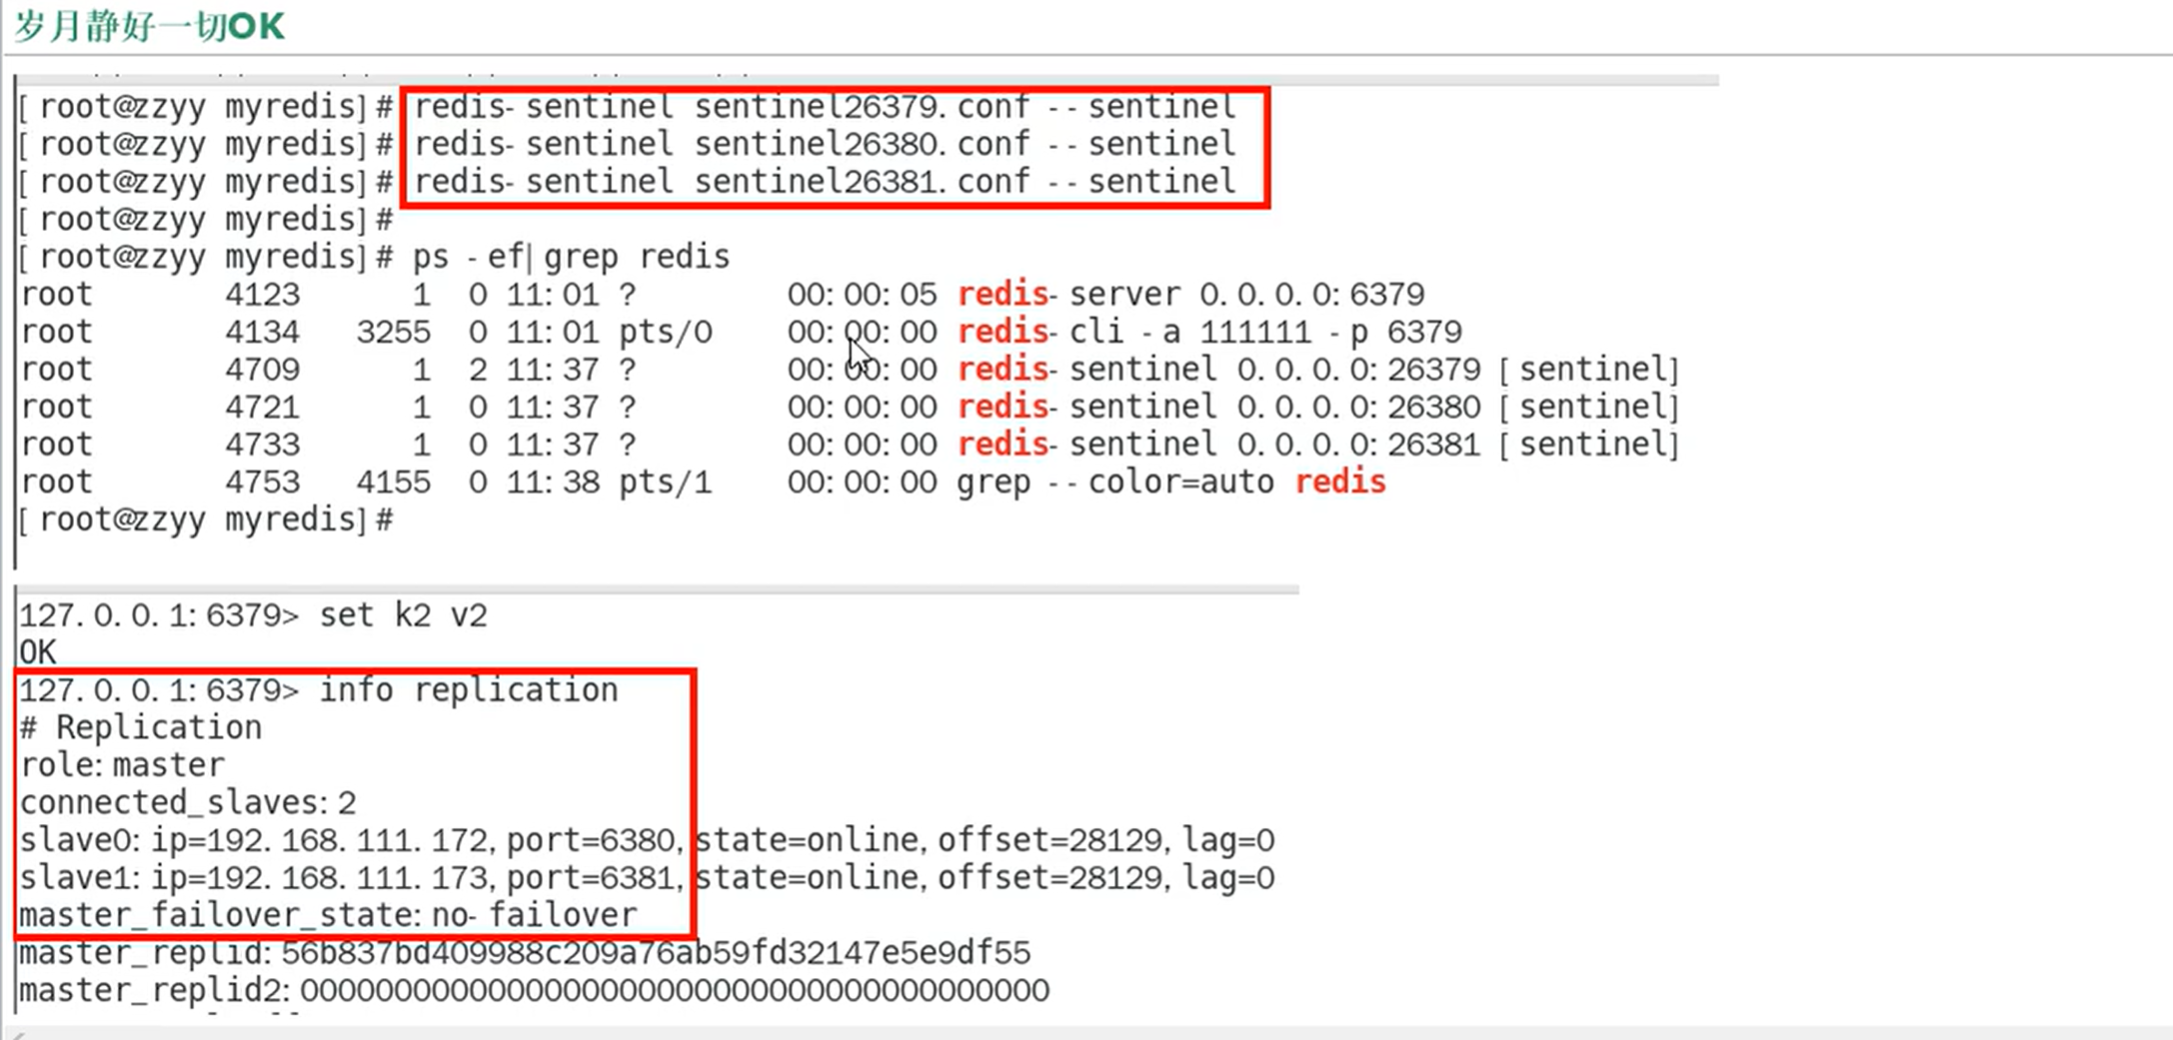 岁月静好一切OK
[root@zzyy myredis]# redis-sentinel sentinel26379.conf --sentinel
[root@zzyy myredis]# redis-sentinel sentinel26380.conf --sentinel
[root@zzyy myredis]# redis-sentinel sentinel26381.conf --sentinel
[root@zzyy myredis]#
[root@zzyy myredis]# ps -ef|grep redis
root 4123 1 0 11:01 ? 00:00:05 redis-server 0.0.0.0:6379
root 4134 3255 0 11:01 pts/0 00:00:00 redis-cli -a 111111 -p 6379
root 4709 1 2 11:37 ? 00:00:00 redis-sentinel 0.0.0.0:26379 [sentinel]
root 4721 1 0 11:37 ? 00:00:00 redis-sentinel 0.0.0.0:26380 [sentinel]
root 4733 1 0 11:37 ? 00:00:00 redis-sentinel 0.0.0.0:26381 [sentinel]
root 4753 4155 0 11:38 pts/1 00:00:00 grep --color=auto redis
[root@zzyy myredis]#
127.0.0.1:6379> set k2 v2
OK
127.0.0.1:6379> info replication
# Replication
role:master
connected_slaves:2
slave0:ip=192.168.111.172,port=6380,state=online,offset=28129,lag=0
slave1:ip=192.168.111.173,port=6381,state=online,offset=28129,lag=0
master_failover_state:no-failover
master_replid:56b837bd409988c209a76ab59fd32147e5e9df55
master_replid2:0000000000000000000000000000000000000000